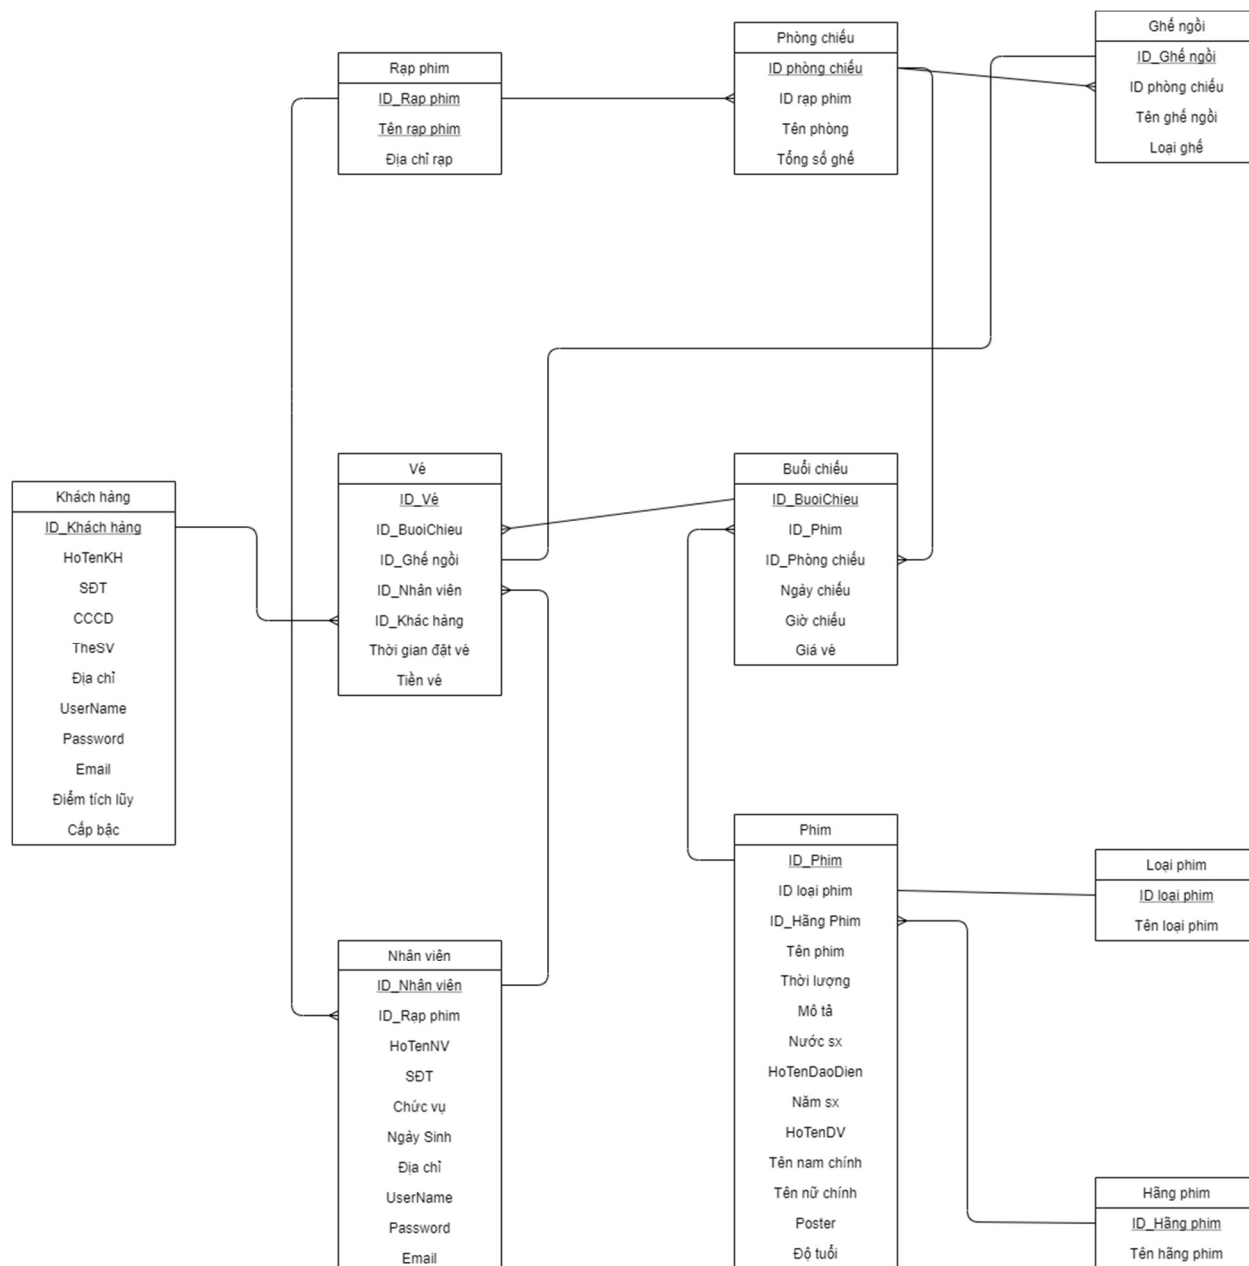 Rạp phim
ID_Rạp phim
Tên rạp phim
Địa chỉ rạp
Phòng chiếu
ID phòng chiếu
ID rạp phim
Tên phòng
Tổng số ghế
Ghế ngồi
ID_Ghế ngồi
ID phòng chiếu
Tên ghế ngồi
Loại ghế
Khách hàng
ID_Khách hàng
HoTenKH
SĐT
CCCD
TheSV
Địa chỉ
UserName
Password
Email
Điểm tích lũy
Cấp bậc
Vé
ID_Vé
ID_BuoiChieu
ID_Ghế ngồi
ID_Nhân viên
ID_Khác hàng
Thời gian đặt vé
Tiền vé
Buổi chiếu
ID_BuoiChieu
ID_Phim
ID_Phòng chiếu
Ngày chiếu
Giờ chiếu
Giá vé
Nhân viên
ID_Nhân viên
ID_Rạp phim
HoTenNV
SĐT
Chức vụ
Ngày Sinh
Địa chỉ
UserName
Password
Email
Phim
ID_Phim
ID loại phim
ID_Hãng Phim
Tên phim
Thời lượng
Mô tả
Nước sx
HoTenDaoDien
Năm sx
HoTenDV
Tên nam chính
Tên nữ chính
Poster
Độ tuổi
Loại phim
ID loại phim
Tên loại phim
Hãng phim
ID_Hãng phim
Tên hãng phim